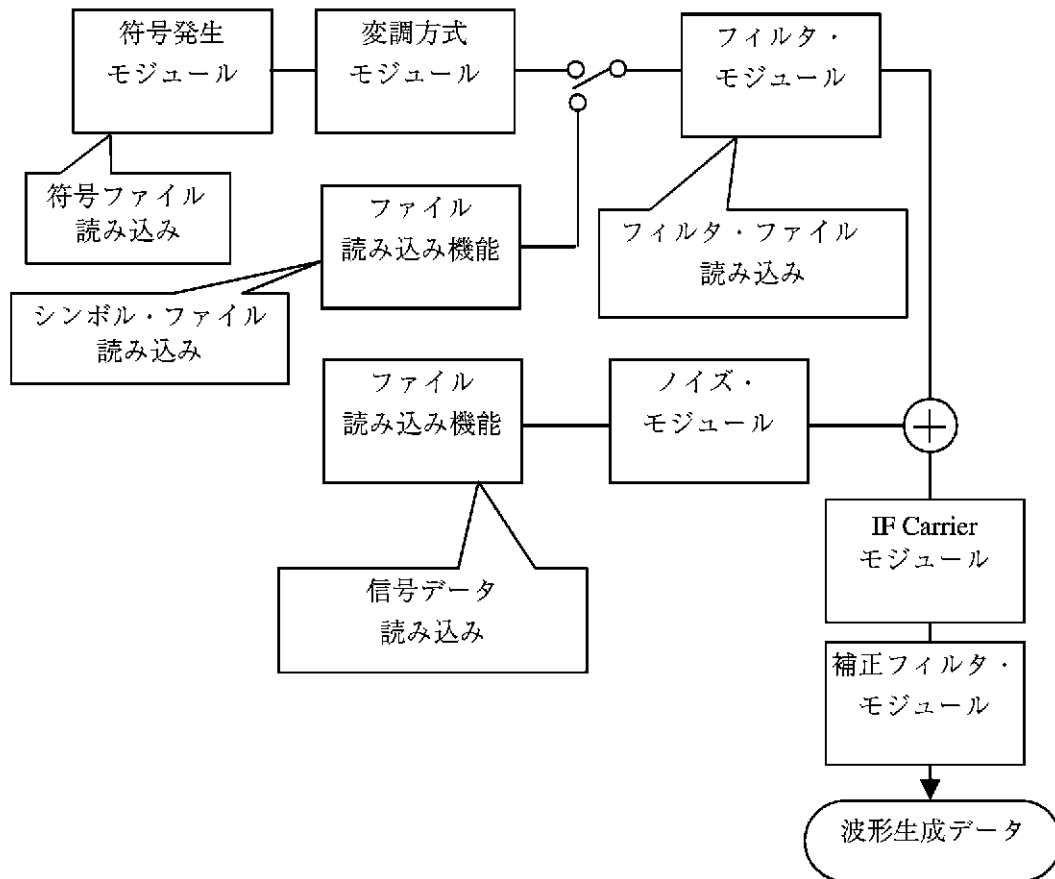 符号発生
モジュール
変調方式
モジュール
フィルタ・
モジュール
符号ファイル
読み込み
ファイル
読み込み機能
フィルタ・ファイル
読み込み
シンボル・ファイル
読み込み
ファイル
読み込み機能
ノイズ・
モジュール
IF Carrier
モジュール
信号データ
読み込み
補正フィルタ・
モジュール
波形生成データ